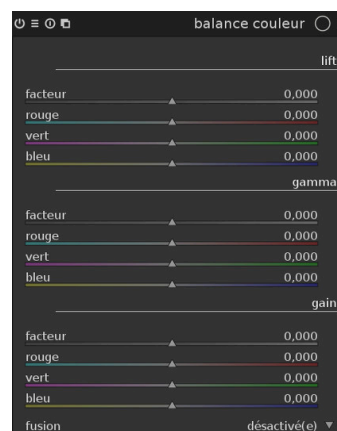 balance couleur
lift
facteur 0,000
rouge 0,000
vert 0,000
bleu 0,000
gamma
facteur 0,000
rouge 0,000
vert 0,000
bleu 0,000
gain
facteur 0,000
rouge 0,000
vert 0,000
bleu 0,000
fusion désactivé(e)